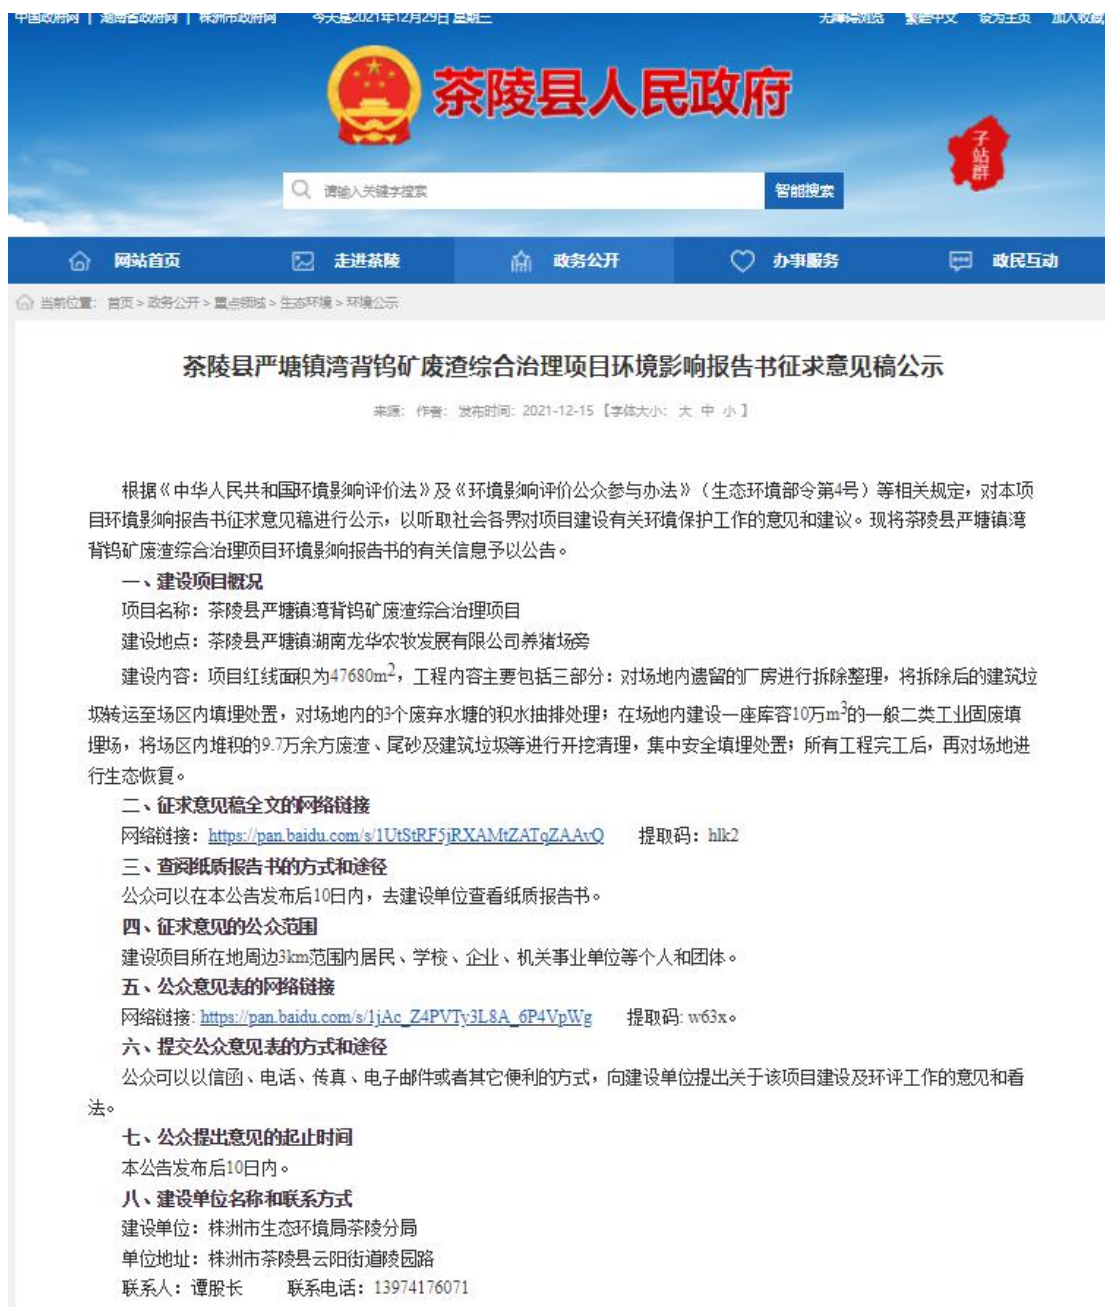 中国政府网 | 湖南省政府网 | 株洲市政府网 今天是2021年12月29日 星期三 无障碍浏览 繁體中文 设为主页 加入收藏
茶陵县人民政府
子站群
请输入关键字搜索 智能搜索
网站首页 走进茶陵 政务公开 办事服务 政民互动
当前位置: 首页 > 政务公开 > 重点领域 > 生态环境 > 环境公示
茶陵县严塘镇湾背钨矿废渣综合治理项目环境影响报告书征求意见稿公示
来源: 作者: 发布时间: 2021-12-15 【字体大小: 大 中 小 】
根据《中华人民共和国环境影响评价法》及《环境影响评价公众参与办法》（生态环境部令第4号）等相关规定，对本项
目环境影响报告书征求意见稿进行公示，以听取社会各界对项目建设有关环境保护工作的意见和建议。现将茶陵县严塘镇湾
背钨矿废渣综合治理项目环境影响报告书的有关信息予以公告。
一、建设项目概况
项目名称：茶陵县严塘镇湾背钨矿废渣综合治理项目
建设地点：茶陵县严塘镇湖南龙华农牧发展有限公司养猪场旁
建设内容：项目红线面积为47680m²，工程内容主要包括三部分：对场地内遗留的厂房进行拆除整理，将拆除后的建筑垃
圾转运至场区内填埋处置，对场地内的3个废弃水塘的积水抽排处理；在场地内建设一座库容10万m³的一般二类工业固废填
埋场，将场区内堆积的9.7万余方废渣、尾砂及建筑垃圾等进行开挖清理，集中安全填埋处置；所有工程完工后，再对场地进
行生态恢复。
二、征求意见稿全文的网络链接
网络链接：https://pan.baidu.com/s/1UtStRF5jRXAMtZATqZAAvQ 提取码：hlk2
三、查阅纸质报告书的方式和途径
公众可以在本公告发布后10日内，去建设单位查看纸质报告书。
四、征求意见的公众范围
建设项目所在地周边3km范围内居民、学校、企业、机关事业单位等个人和团体。
五、公众意见表的网络链接
网络链接: https://pan.baidu.com/s/1jAc_Z4PVTy3L8A_6P4VpWg 提取码: w63x。
六、提交公众意见表的方式和途径
公众可以以信函、电话、传真、电子邮件或者其它便利的方式，向建设单位提出关于该项目建设及环评工作的意见和看
法。
七、公众提出意见的起止时间
本公告发布后10日内。
八、建设单位名称和联系方式
建设单位：株洲市生态环境局茶陵分局
单位地址：株洲市茶陵县云阳街道陵园路
联系人：谭股长 联系电话：13974176071